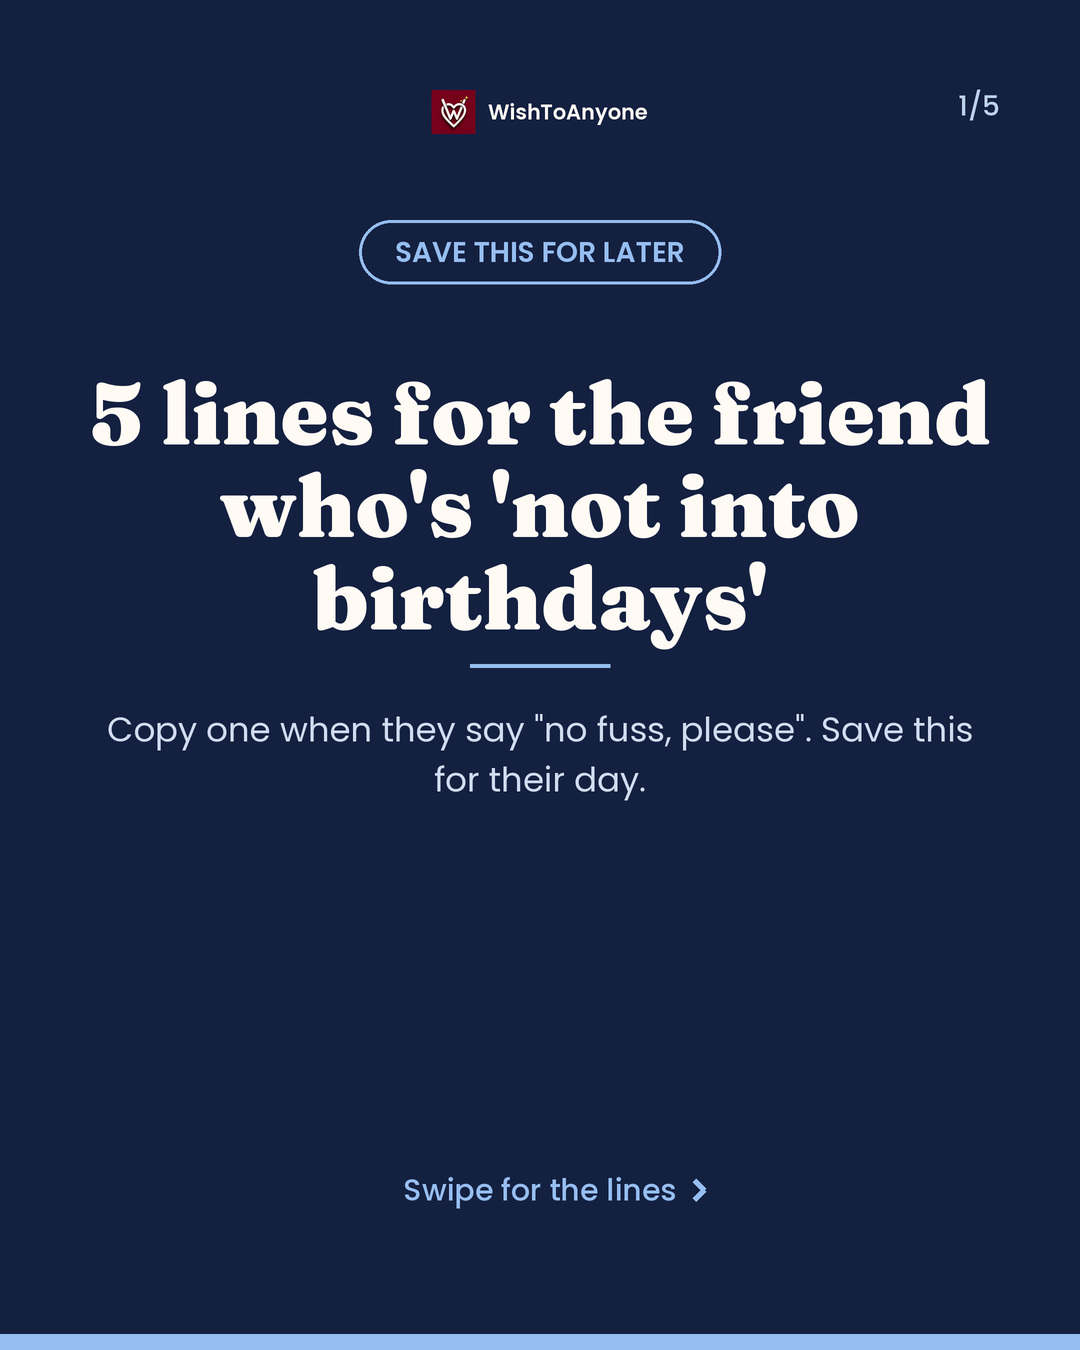 WishToAnyone
1/5
SAVE THIS FOR LATER
5 lines for the friend
who's 'not into
birthdays'
Copy one when they say "no fuss, please". Save this
for their day.
Swipe for the lines